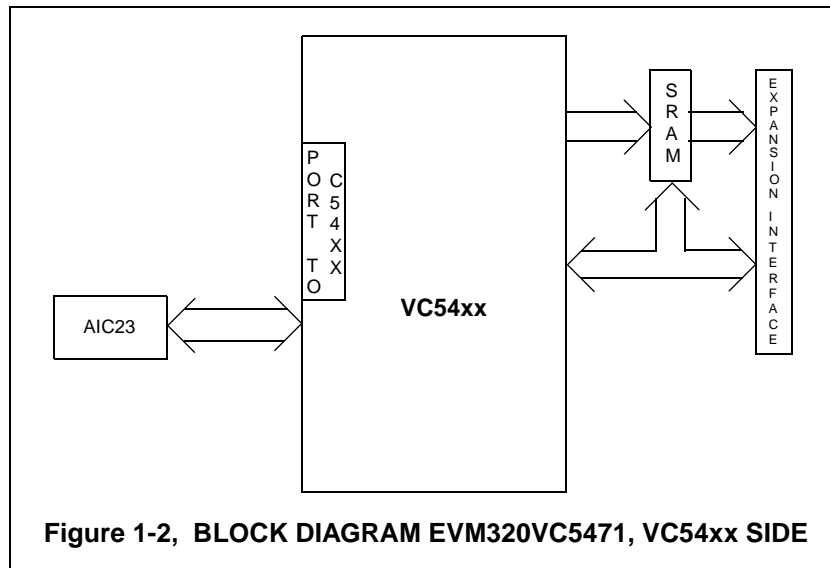 PORT TO
C54XX
SRAM
EXPANSION INTERFACE
VC54xx
AIC23
Figure 1-2, BLOCK DIAGRAM EVM320VC5471, VC54xx SIDE